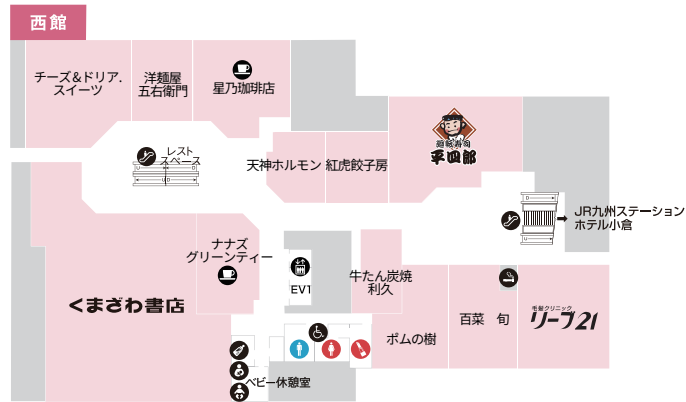 西館
チーズ&ドリア.
スイーツ
洋麺屋
五右衛門
星乃珈琲店
レスト
スペース
天神ホルモン
紅虎餃子房
廻転寿司
平四郎
JR九州ステーション
ホテル小倉
ナナズ
グリーンティー
EV1
牛たん炭焼
利久
くまざわ書店
ポムの樹
百菜 旬
毛髪クリニック
リーブ21
ベビー休憩室